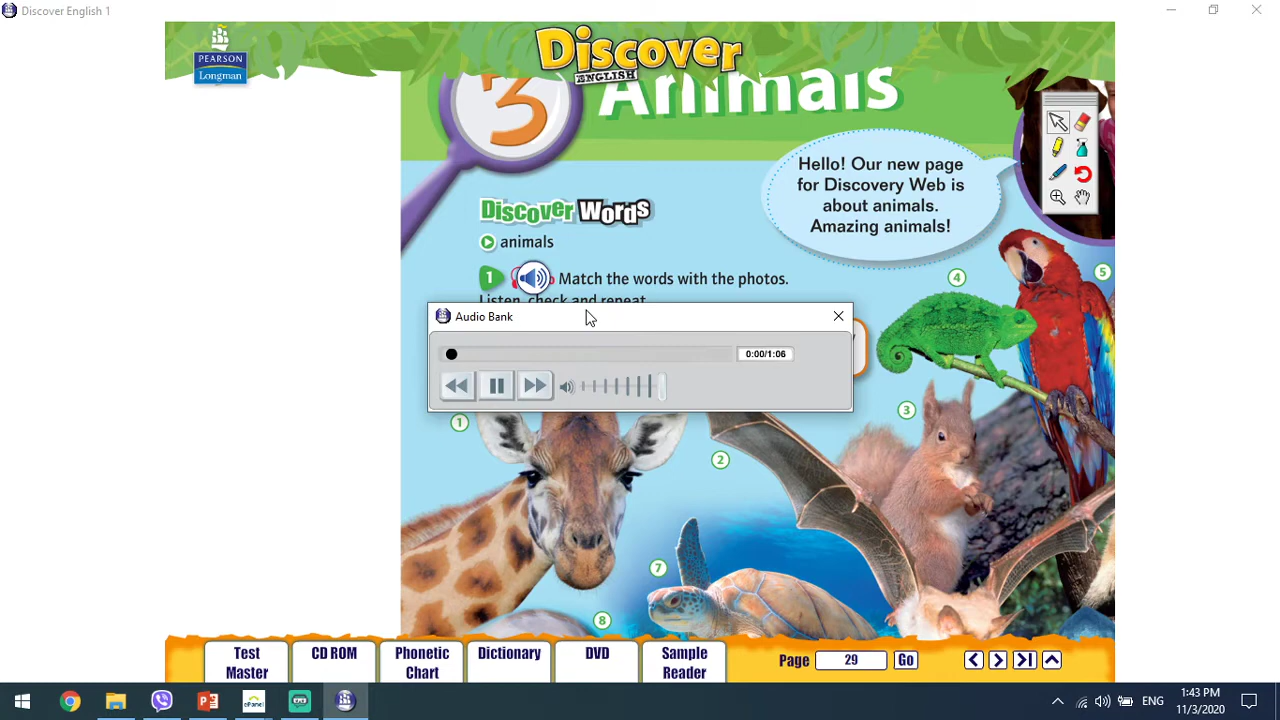 Discover English 1
PEARSON
Longman
Discover
ENGLISH
3 Animals
Hello! Our new page
for Discovery Web is
about animals.
Amazing animals!
Discover Words
animals
1 Match the words with the photos.
Listen, check and repeat.
Audio Bank
0:00/1:06
4
5
3
1
2
7
8
Test
Master
CD ROM
Phonetic
Chart
Dictionary
DVD
Sample
Reader
Page 29 Go
ENG
1:43 PM
11/3/2020